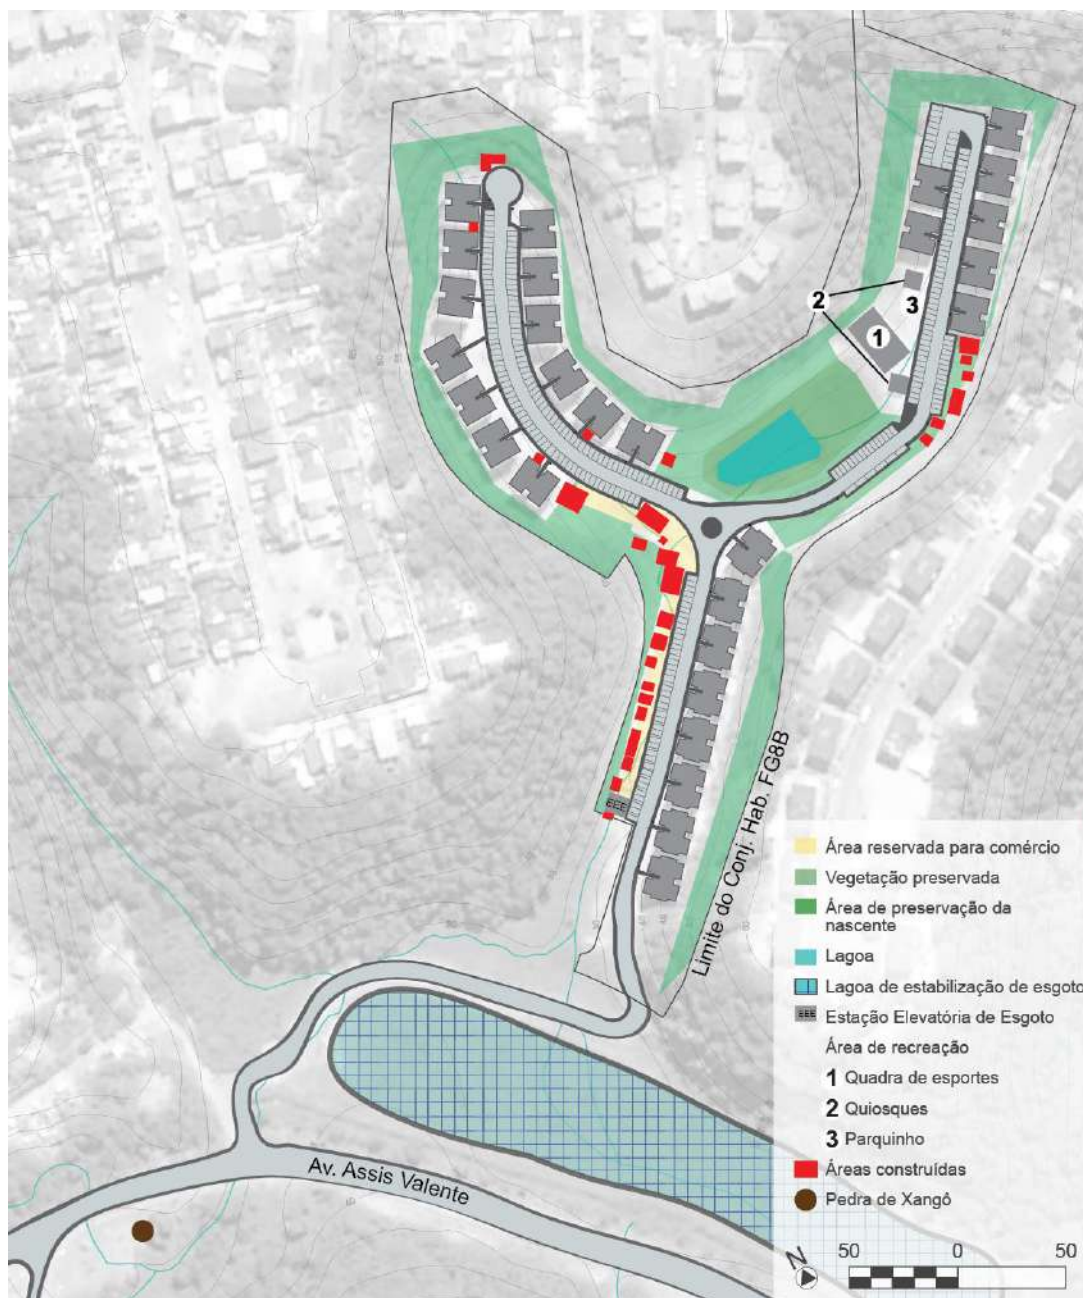 2
3
1
EEE
Limite do Conj. Hab. FG8B
Av. Assis Valente
Área reservada para comércio
Vegetação preservada
Área de preservação da
nascente
Lagoa
Lagoa de estabilização de esgoto
EEE Estação Elevatória de Esgoto
Área de recreação
1 Quadra de esportes
2 Quiosques
3 Parquinho
Áreas construídas
Pedra de Xangô
N
50 0 50